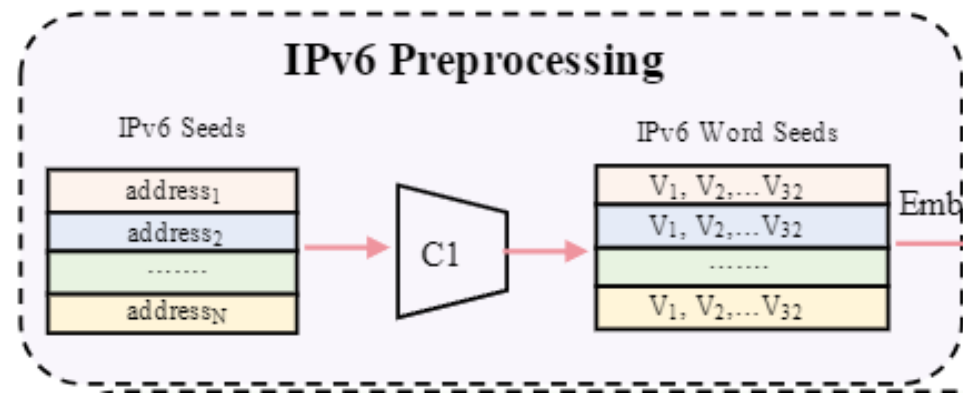 IPv6 Preprocessing
IPv6 Seeds
address1
address2
.......
addressN
C1
IPv6 Word Seeds
V1, V2,...V32
V1, V2,...V32
.......
V1, V2,...V32
Emb